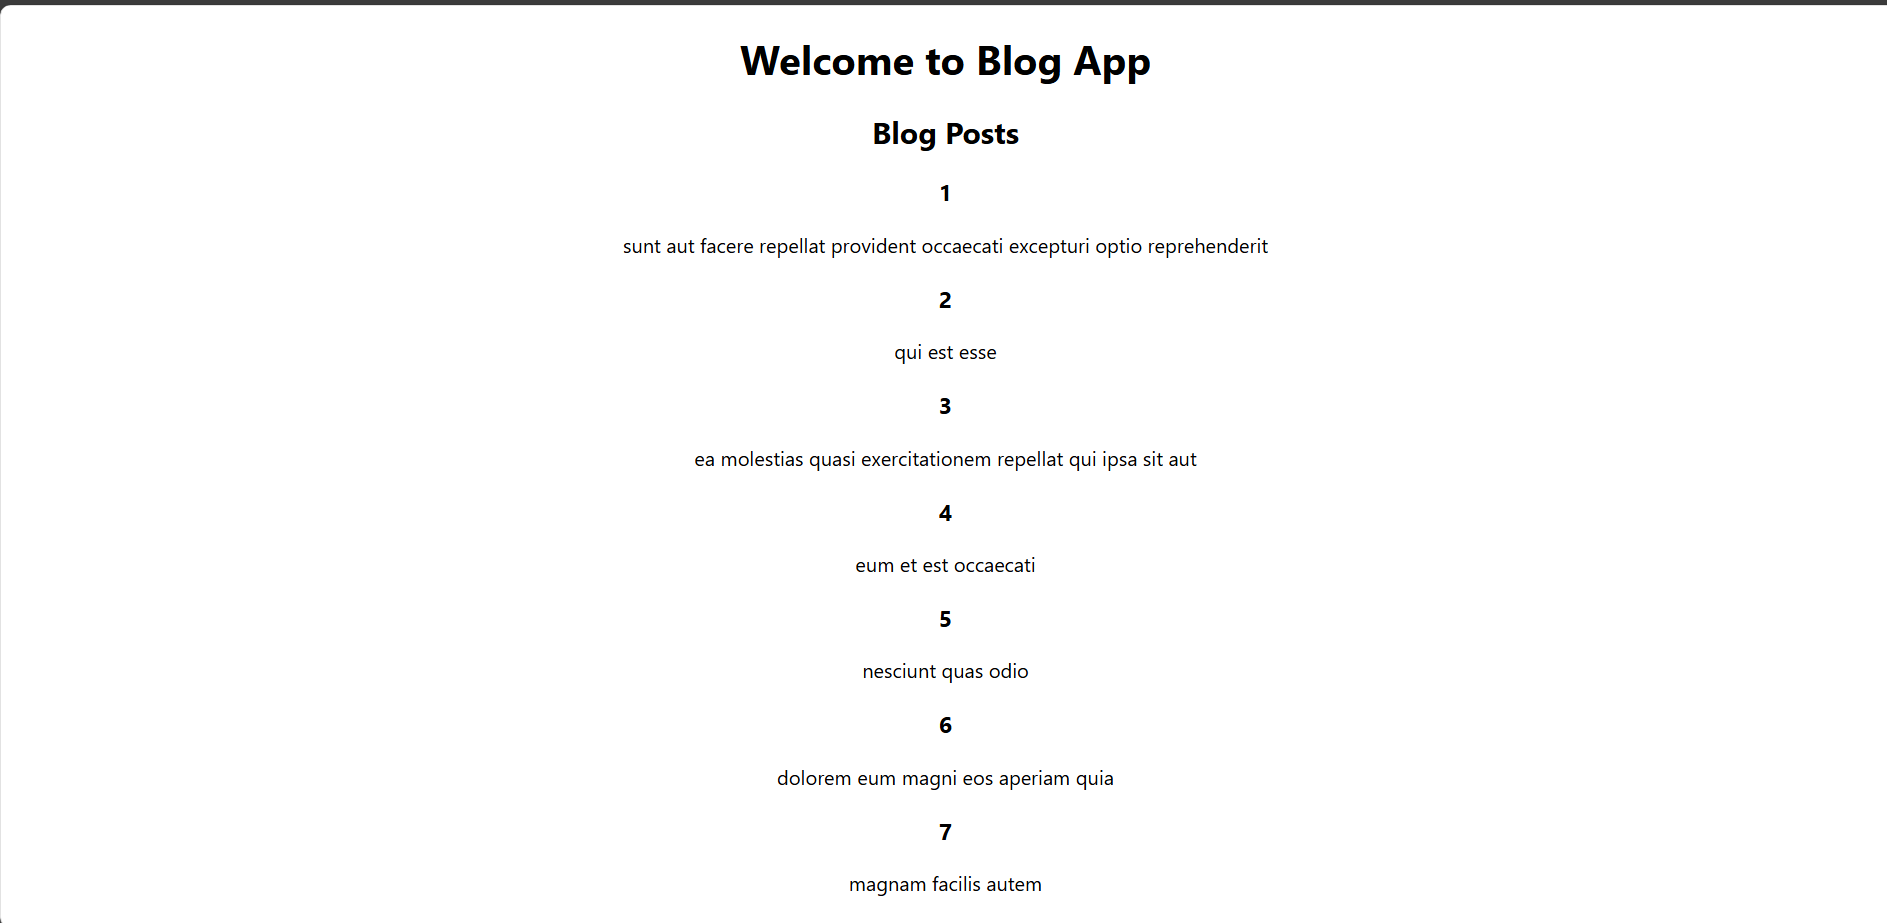 Welcome to Blog App
Blog Posts
1
sunt aut facere repellat provident occaecati excepturi optio reprehenderit
2
qui est esse
3
ea molestias quasi exercitationem repellat qui ipsa sit aut
4
eum et est occaecati
5
nesciunt quas odio
6
dolorem eum magni eos aperiam quia
7
magnam facilis autem